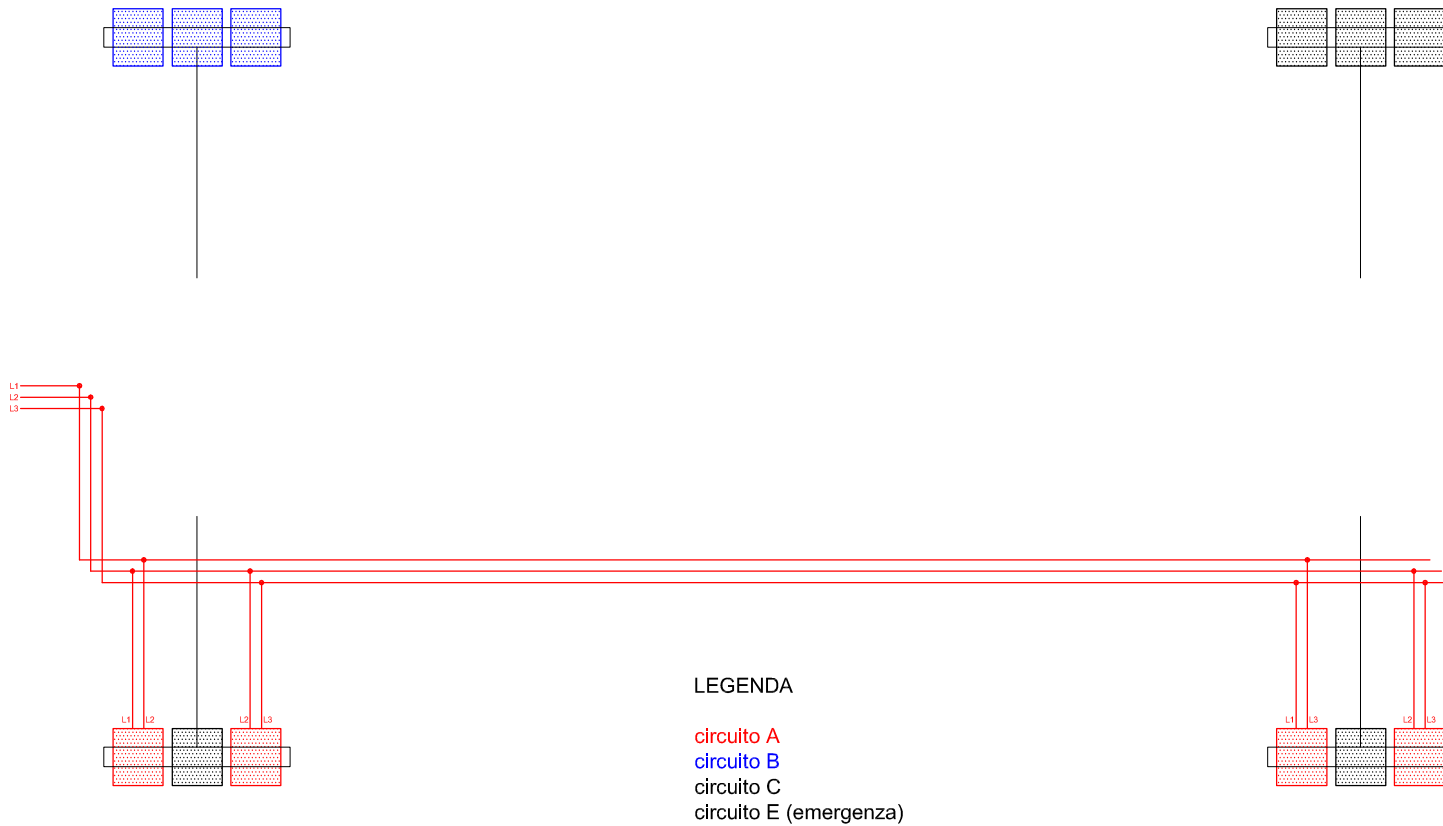 L1
L2
L3
L1 L2
L2 L3
L1 L3
L2 L3
LEGENDA
circuito A
circuito B
circuito C
circuito E (emergenza)